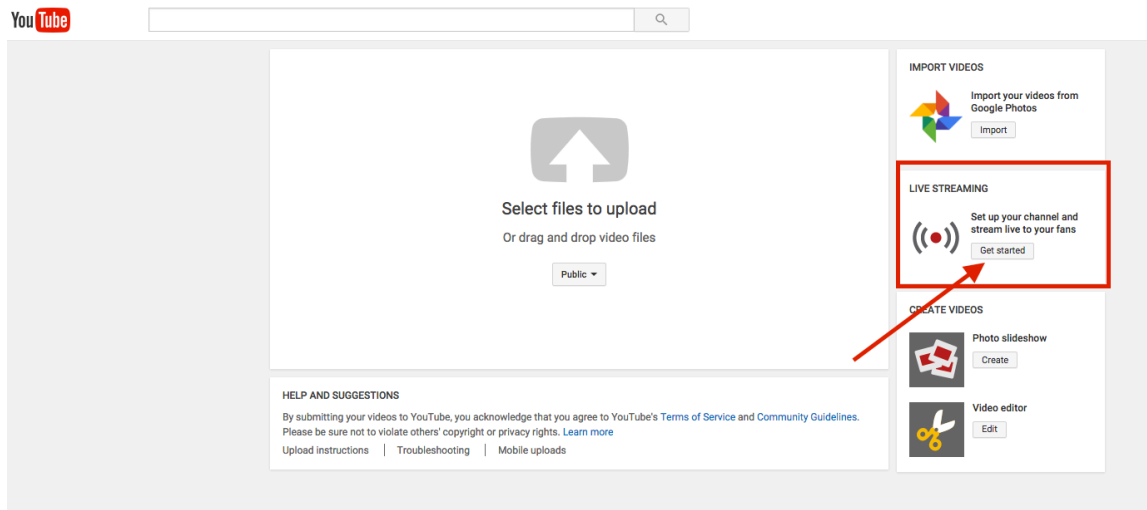 YouTube
Select files to upload
Or drag and drop video files
Public
HELP AND SUGGESTIONS
By submitting your videos to YouTube, you acknowledge that you agree to YouTube's Terms of Service and Community Guidelines.
Please be sure not to violate others' copyright or privacy rights. Learn more
Upload instructions | Troubleshooting | Mobile uploads
IMPORT VIDEOS
Import your videos from
Google Photos
Import
LIVE STREAMING
Set up your channel and
stream live to your fans
Get started
CREATE VIDEOS
Photo slideshow
Create
Video editor
Edit